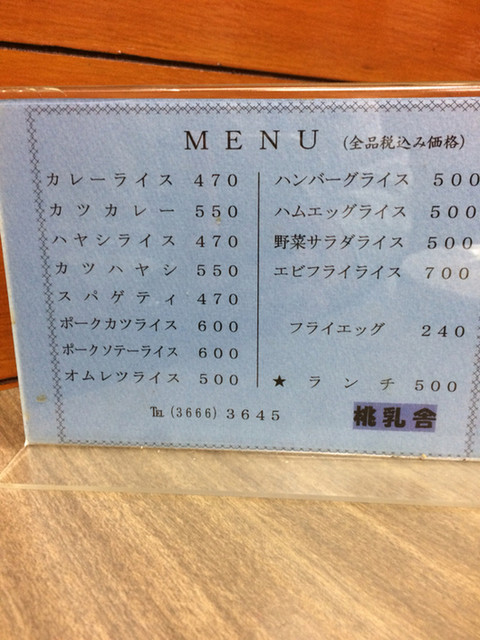 MENU (全品税込み価格)
カレーライス 470
カツカレー 550
ハヤシライス 470
カツハヤシ 550
スパゲティ 470
ポークカツライス 600
ポークソテーライス 600
オムレツライス 500
ハンバーグライス 500
ハムエッグライス 500
野菜サラダライス 500
エビフライライス 700
フライエッグ 240
★ ランチ 500
℡(3666)3645
桃乳舎